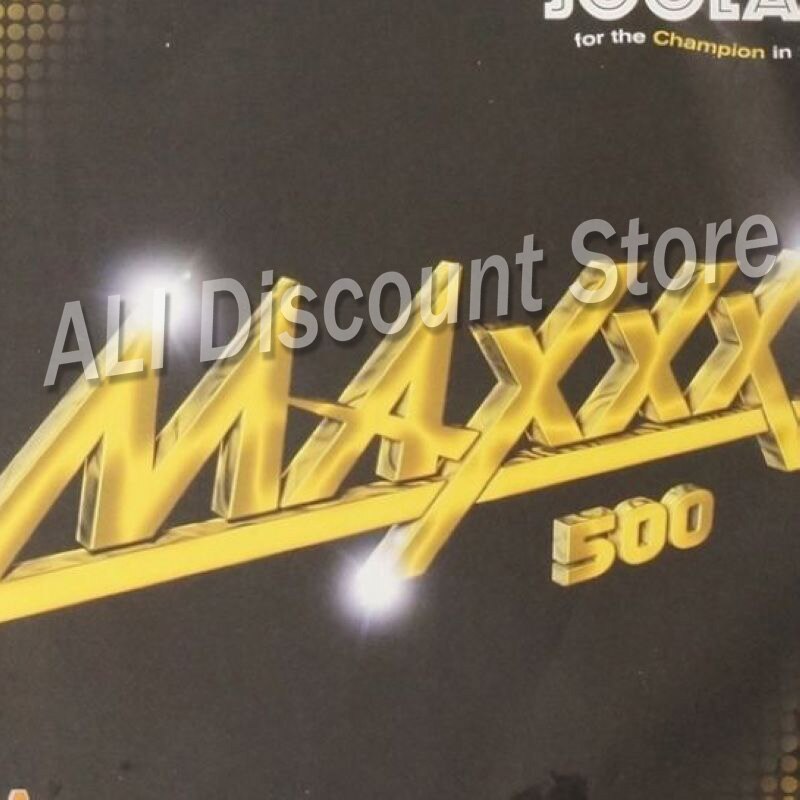 JOOLA
for the Champion in
ALI Discount Store
MAXXX
500